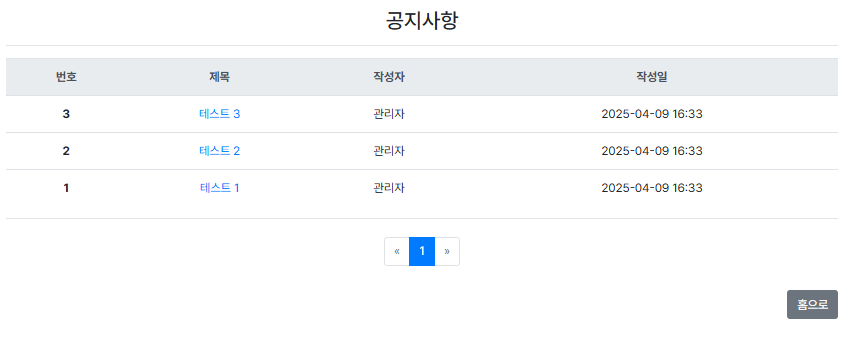 공지사항
번호 제목 작성자 작성일
3 테스트 3 관리자 2025-04-09 16:33
2 테스트 2 관리자 2025-04-09 16:33
1 테스트 1 관리자 2025-04-09 16:33
« 1 »
홈으로